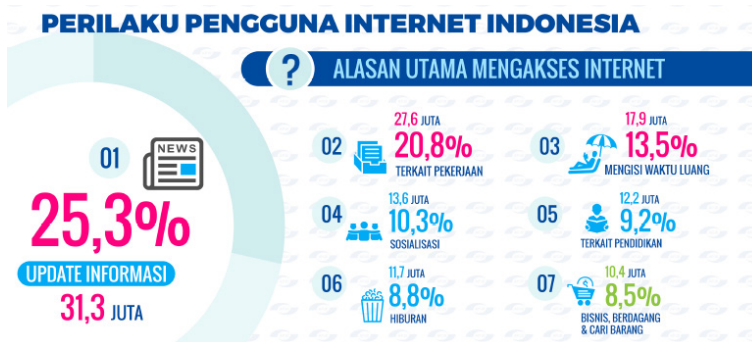 PERILAKU PENGGUNA INTERNET INDONESIA
?
ALASAN UTAMA MENGAKSES INTERNET
01
NEWS
25,3%
UPDATE INFORMASI
31,3 JUTA
02
27,6 JUTA
20,8%
TERKAIT PEKERJAAN
03
17,9 JUTA
13,5%
MENGISI WAKTU LUANG
04
13,6 JUTA
10,3%
SOSIALISASI
05
12,2 JUTA
9,2%
TERKAIT PENDIDIKAN
06
11,7 JUTA
8,8%
HIBURAN
07
10,4 JUTA
8,5%
BISNIS, BERDAGANG
& CARI BARANG